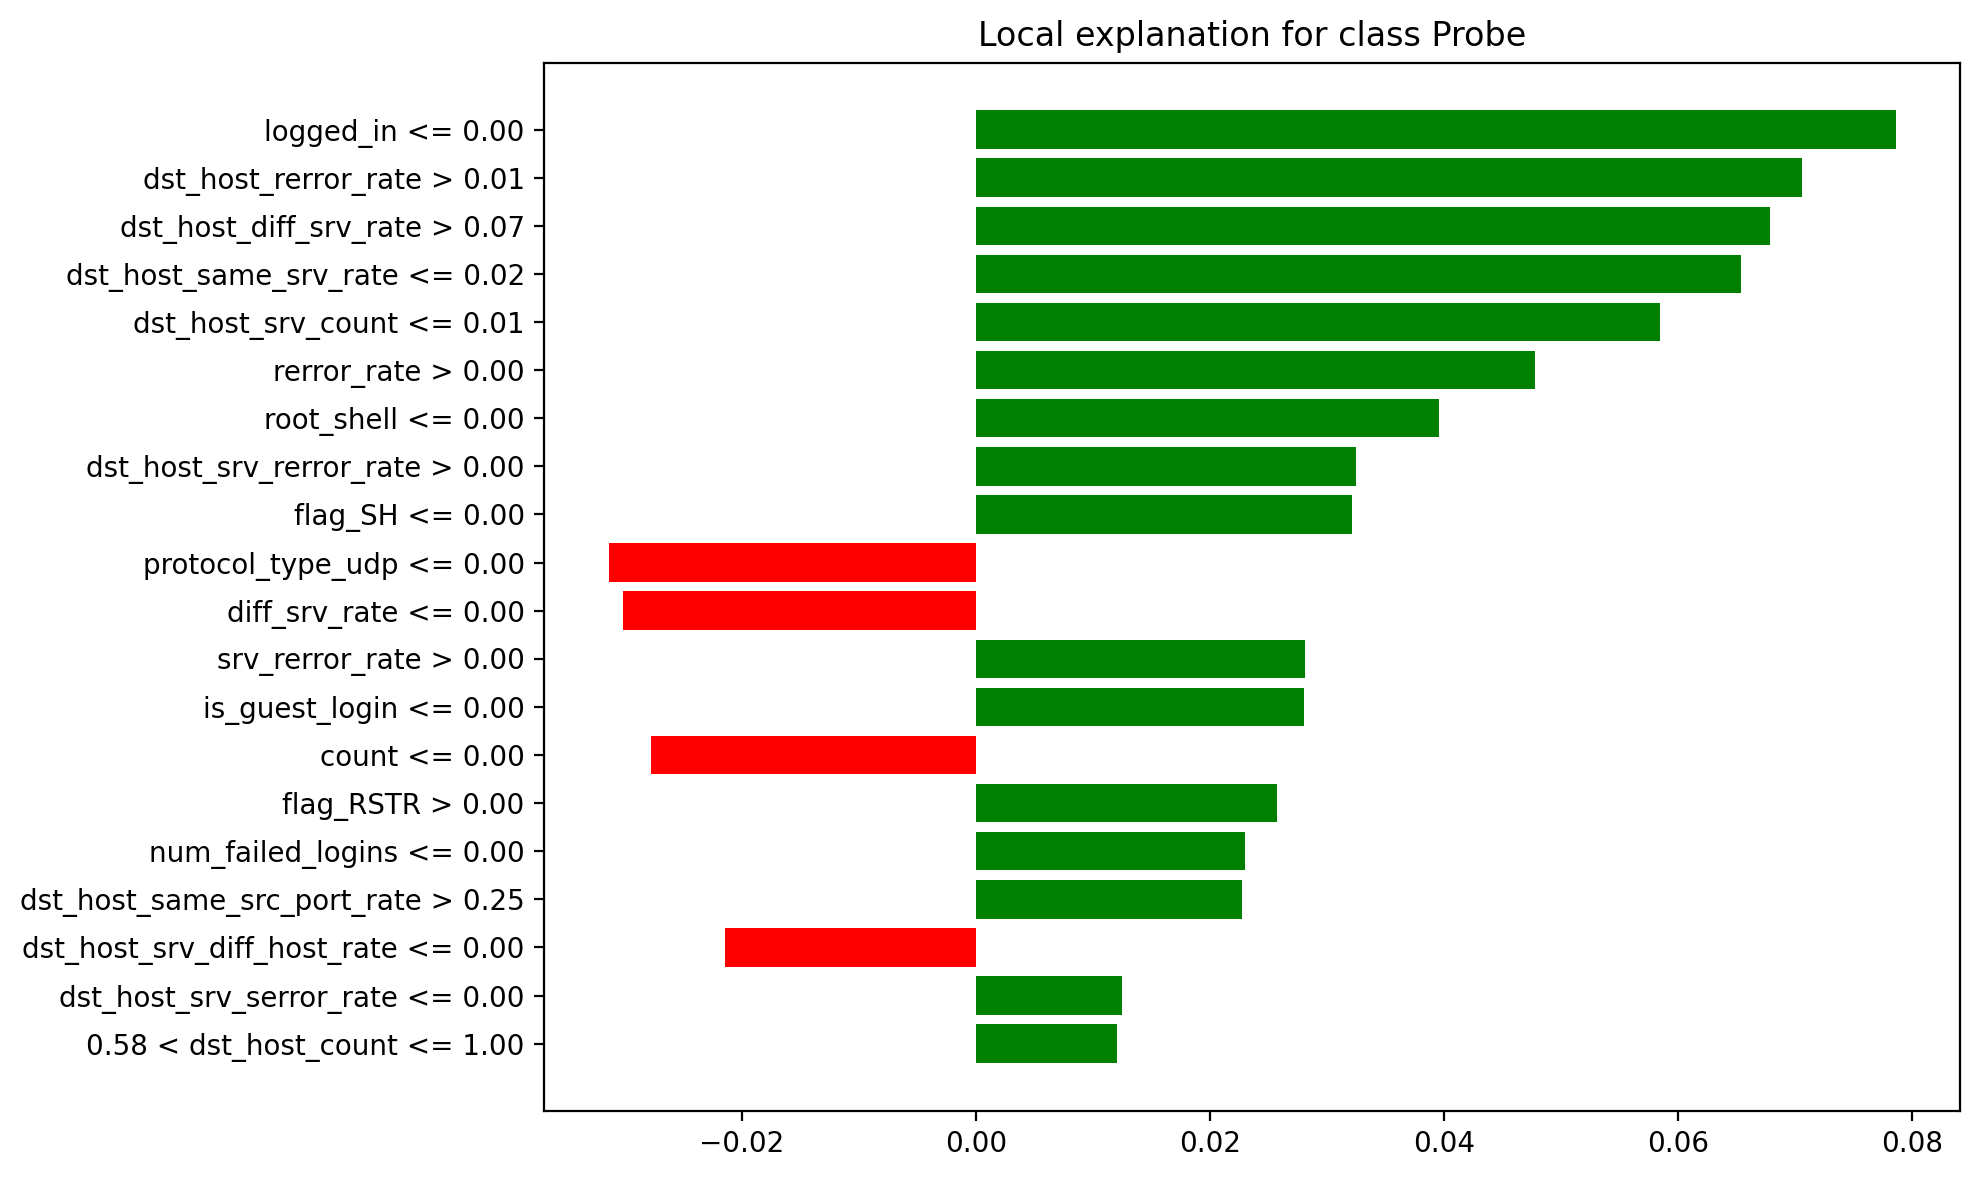 Local explanation for class Probe
logged_in <= 0.00
dst_host_rerror_rate > 0.01
dst_host_diff_srv_rate > 0.07
dst_host_same_srv_rate <= 0.02
dst_host_srv_count <= 0.01
rerror_rate > 0.00
root_shell <= 0.00
dst_host_srv_rerror_rate > 0.00
flag_SH <= 0.00
protocol_type_udp <= 0.00
diff_srv_rate <= 0.00
srv_rerror_rate > 0.00
is_guest_login <= 0.00
count <= 0.00
flag_RSTR > 0.00
num_failed_logins <= 0.00
dst_host_same_src_port_rate > 0.25
dst_host_srv_diff_host_rate <= 0.00
dst_host_srv_serror_rate <= 0.00
0.58 < dst_host_count <= 1.00
−0.02 0.00 0.02 0.04 0.06 0.08